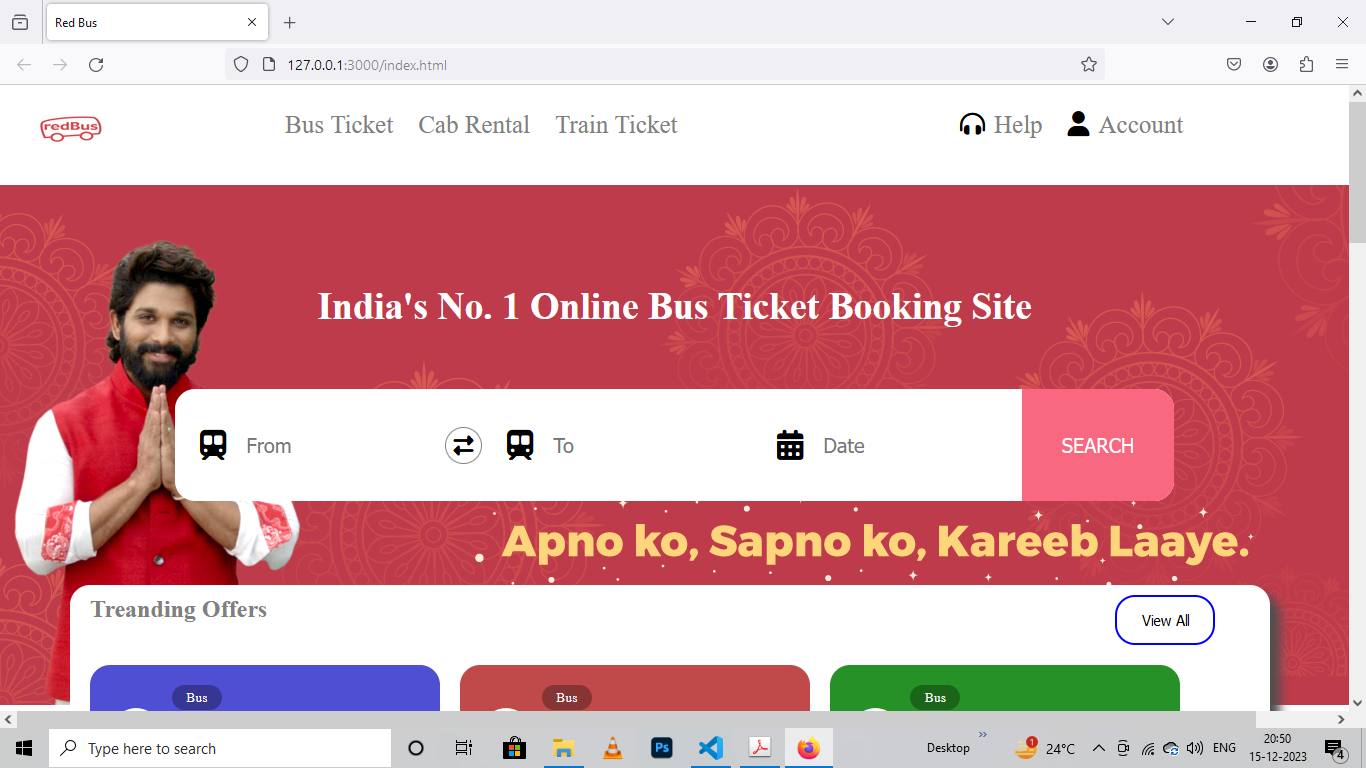 Red Bus
127.0.0.1:3000/index.html
redBus
Bus Ticket Cab Rental Train Ticket Help Account
India's No. 1 Online Bus Ticket Booking Site
From To Date SEARCH
Apno ko, Sapno ko, Kareeb Laaye.
Treanding Offers View All
Bus Bus Bus
Type here to search Ps Desktop 1 24°C ENG 20:50
15-12-2023 4